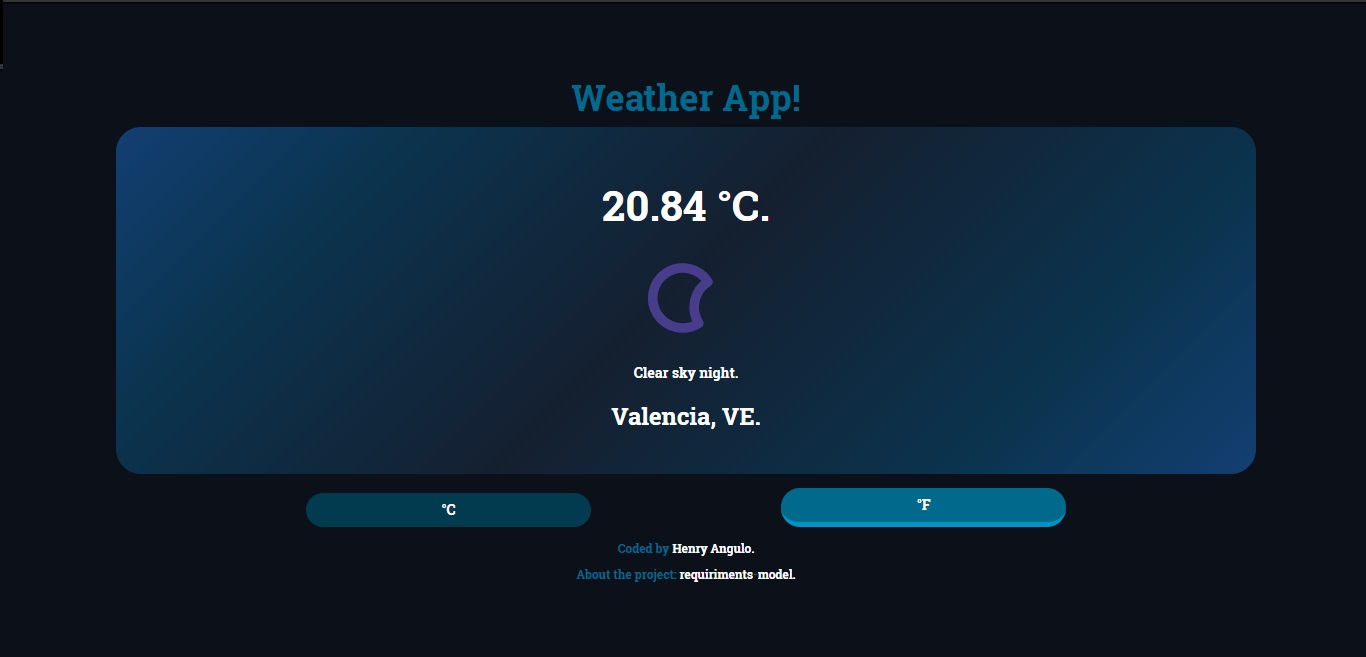 Weather App!
20.84 °C.
Clear sky night.
Valencia, VE.
°C
°F
Coded by Henry Angulo.
About the project: requiriments model.